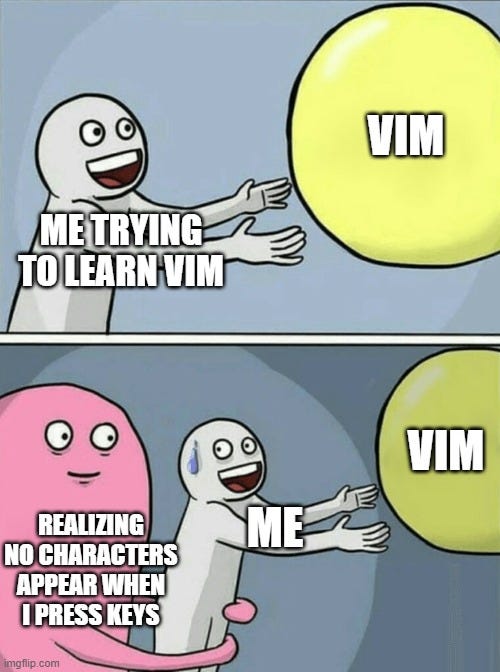 VIM
ME TRYING
TO LEARN VIM
VIM
ME
REALIZING
NO CHARACTERS
APPEAR WHEN
I PRESS KEYS
imgflip.com